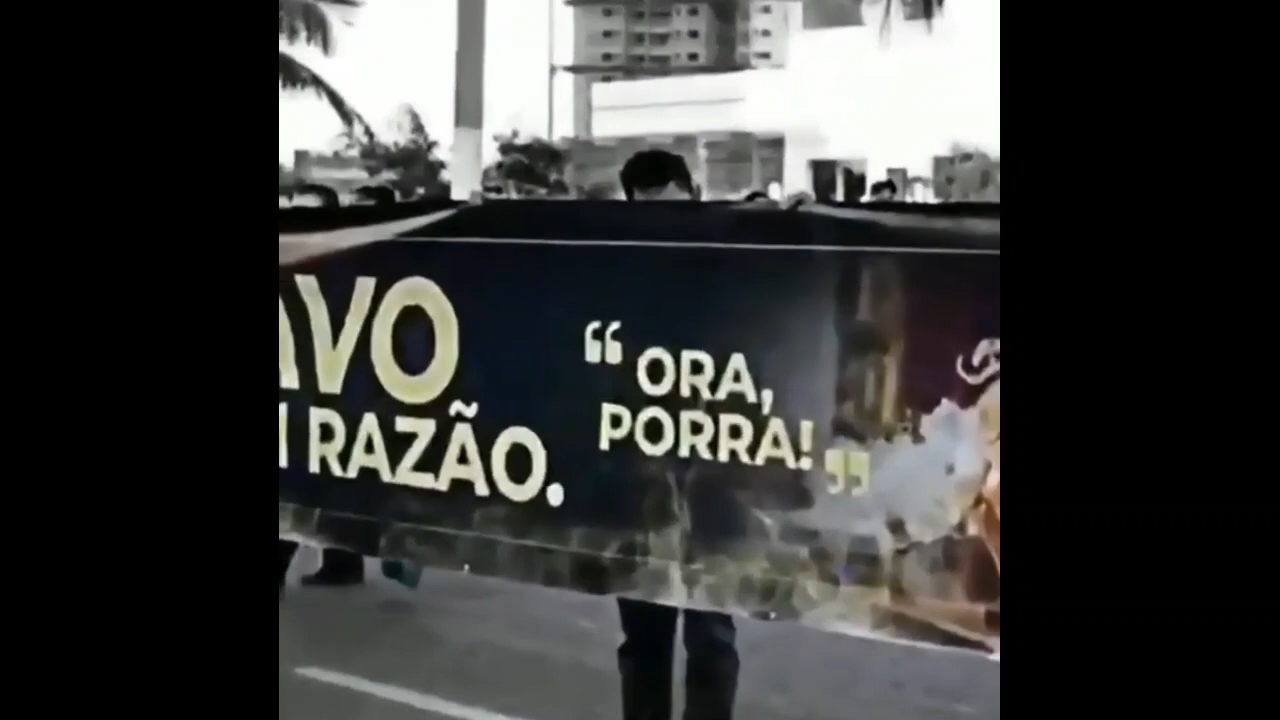 AVO
RAZÃO.
“ ORA,
PORRA! ”